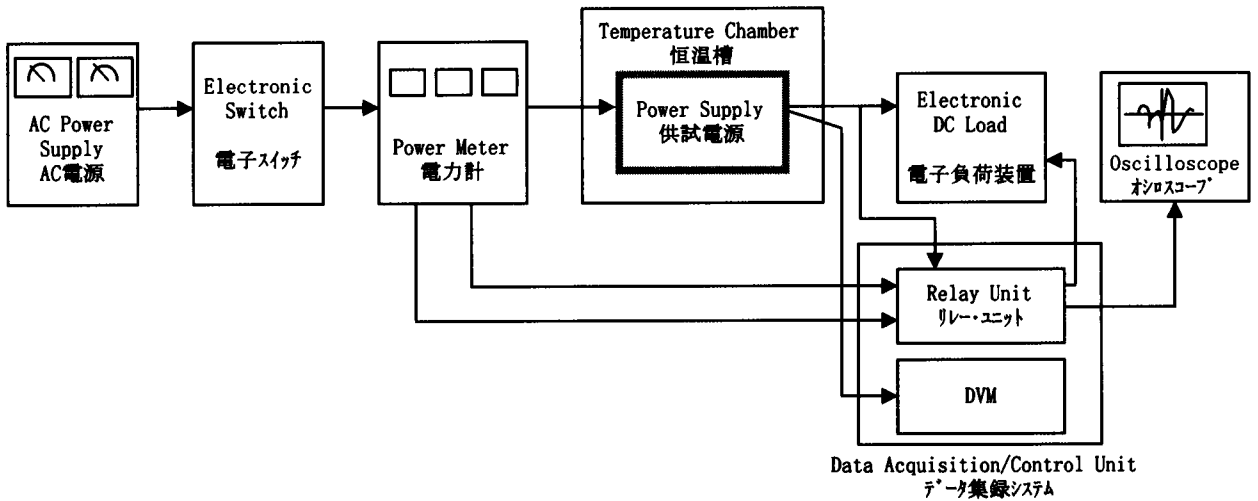 AC Power
Supply
AC電源
Electronic
Switch
電子スイッチ
Power Meter
電力計
Temperature Chamber
恒温槽
Power Supply
供試電源
Electronic
DC Load
電子負荷装置
Oscilloscope
オシロスコープ
Relay Unit
リレー・ユニット
DVM
Data Acquisition/Control Unit
データ集録システム